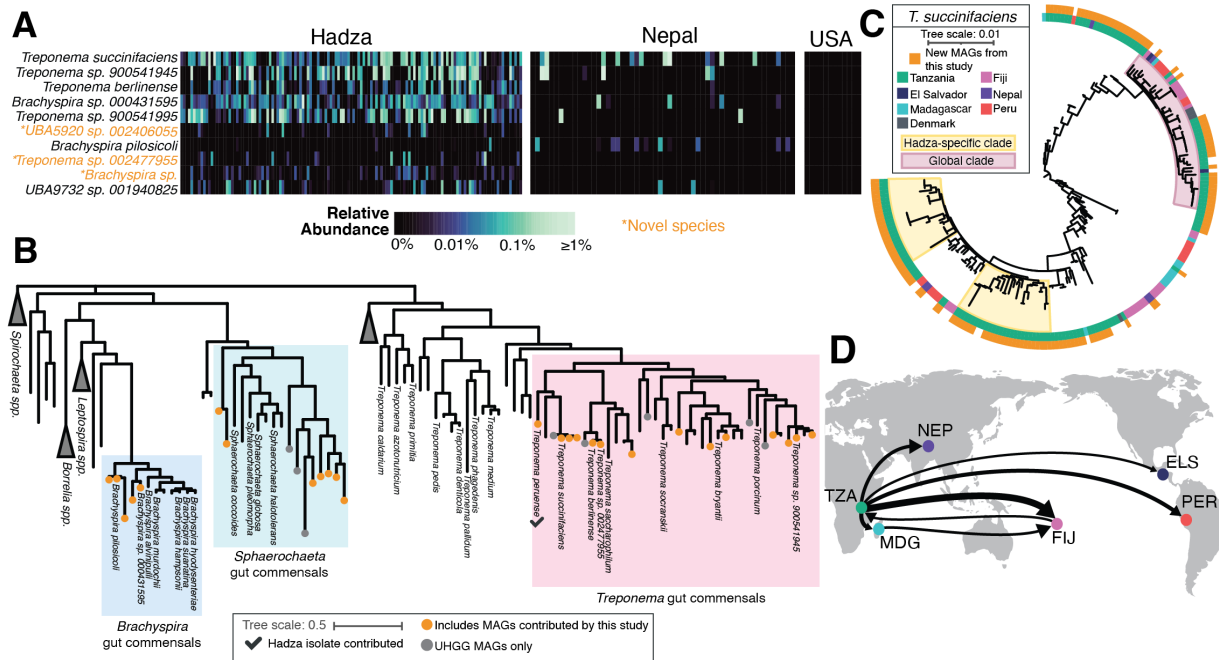 A
Hadza
Nepal
USA
Treponema succinifaciens
Treponema sp. 900541945
Treponema berlinense
Brachyspira sp. 000431595
Treponema sp. 900541995
*UBA5920 sp. 002406055
Brachyspira pilosicoli
*Treponema sp. 002477955
*Brachyspira sp.
UBA9732 sp. 001940825
Relative
Abundance
0%
0.01%
0.1%
≥1%
*Novel species
B
Spirochaeta spp.
Borrelia spp.
Leptospira spp.
Brachyspira pilosicoli
Brachyspira sp. 000431595
Brachyspira alvinipulli
Brachyspira murdochii
Brachyspira hampsonii
Brachyspira suanatina
Brachyspira hyodysenteriae
Brachyspira
gut commensals
Sphaerochaeta coccoides
Sphaerochaeta pleomorpha
Sphaerochaeta globosa
Sphaerochaeta halotolerans
Sphaerochaeta
gut commensals
Treponema caldarium
Treponema azotonutricium
Treponema primitia
Treponema pedis
Treponema denticola
Treponema pallidum
Treponema phagedenis
Treponema medium
Treponema peruense
Treponema succinifaciens
Treponema berlinense
Treponema sp. 002477955
Treponema saccharophilum
Treponema socranskii
Treponema bryantii
Treponema porcinum
Treponema sp. 900541945
Treponema gut commensals
Tree scale: 0.5
Hadza isolate contributed
Includes MAGs contributed by this study
UHGG MAGs only
C
T. succinifaciens
Tree scale: 0.01
New MAGs from
this study
Tanzania
Fiji
El Salvador
Nepal
Madagascar
Peru
Denmark
Hadza-specific clade
Global clade
D
NEP
ELS
TZA
PER
MDG
FIJ